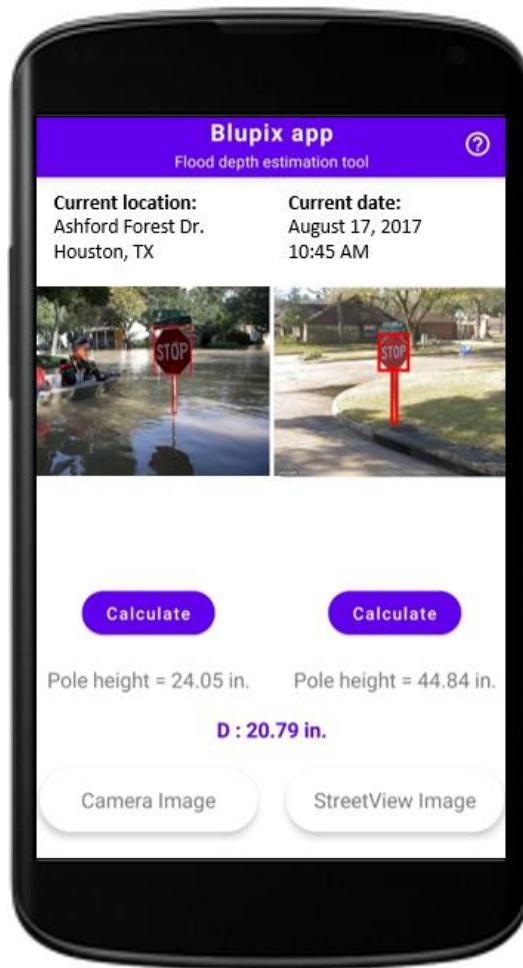 Blupix app
Flood depth estimation tool
?
Current location:
Ashford Forest Dr.
Houston, TX
Current date:
August 17, 2017
10:45 AM
STOP
STOP
Calculate
Calculate
Pole height = 24.05 in.
Pole height = 44.84 in.
D : 20.79 in.
Camera Image
StreetView Image